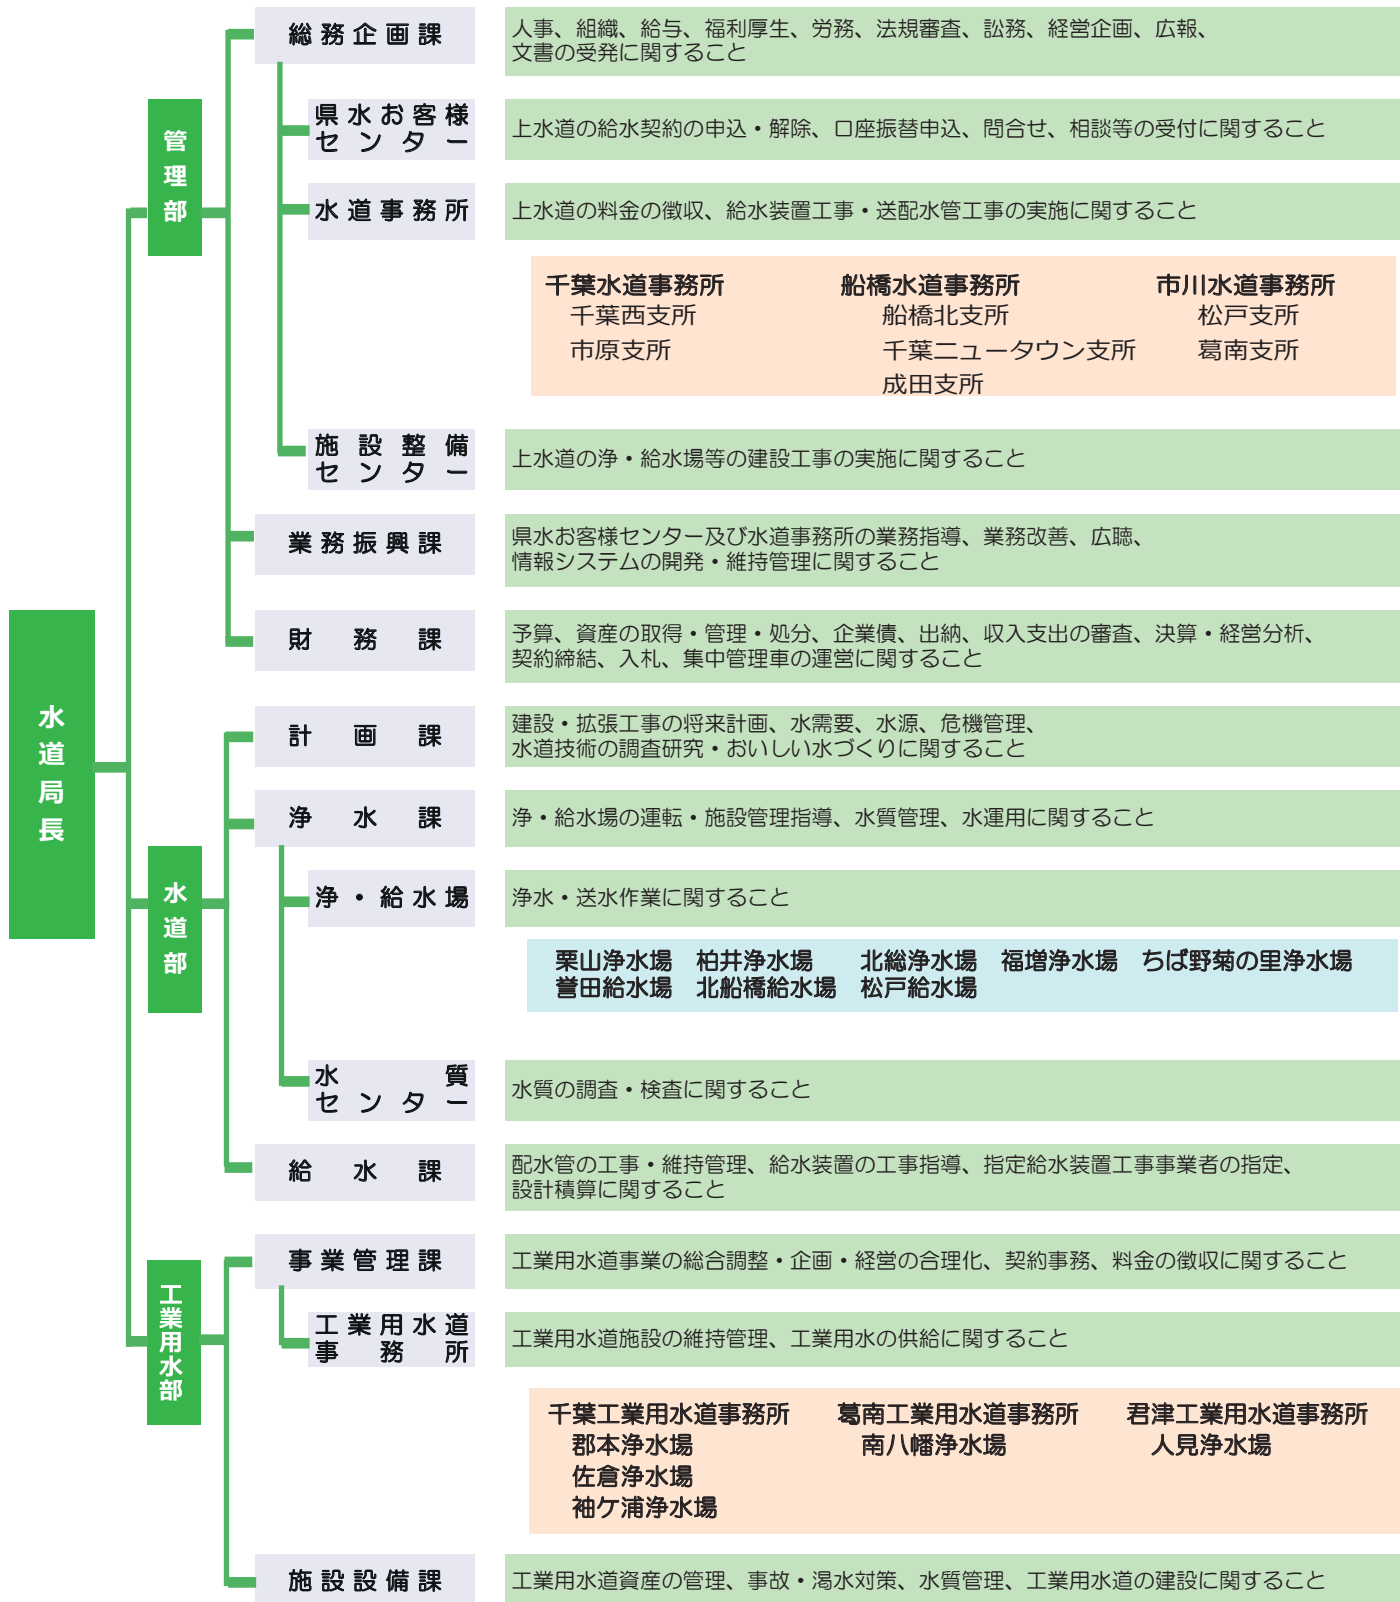 水道局長
管理部
総務企画課
人事、組織、給与、福利厚生、労務、法規審査、訟務、経営企画、広報、
文書の受発に関すること
県水お客様
センター
上水道の給水契約の申込・解除、口座振替申込、問合せ、相談等の受付に関すること
水道事務所
上水道の料金の徴収、給水装置工事・送配水管工事の実施に関すること
千葉水道事務所 船橋水道事務所 市川水道事務所
千葉西支所 船橋北支所 松戸支所
市原支所 千葉ニュータウン支所 葛南支所
成田支所
施設整備
センター
上水道の浄・給水場等の建設工事の実施に関すること
業務振興課
県水お客様センター及び水道事務所の業務指導、業務改善、広聴、
情報システムの開発・維持管理に関すること
財務課
予算、資産の取得・管理・処分、企業債、出納、収入支出の審査、決算・経営分析、
契約締結、入札、集中管理車の運営に関すること
水道部
計画課
建設・拡張工事の将来計画、水需要、水源、危機管理、
水道技術の調査研究・おいしい水づくりに関すること
浄水課
浄・給水場の運転・施設管理指導、水質管理、水運用に関すること
浄・給水場
浄水・送水作業に関すること
栗山浄水場 柏井浄水場 北総浄水場 福増浄水場 ちば野菊の里浄水場
誉田給水場 北船橋給水場 松戸給水場
水質
センター
水質の調査・検査に関すること
給水課
配水管の工事・維持管理、給水装置の工事指導、指定給水装置工事事業者の指定、
設計積算に関すること
工業用水部
事業管理課
工業用水道事業の総合調整・企画・経営の合理化、契約事務、料金の徴収に関すること
工業用水道
事務所
工業用水道施設の維持管理、工業用水の供給に関すること
千葉工業用水道事務所 葛南工業用水道事務所 君津工業用水道事務所
郡本浄水場 南八幡浄水場 人見浄水場
佐倉浄水場
袖ケ浦浄水場
施設設備課
工業用水道資産の管理、事故・渇水対策、水質管理、工業用水道の建設に関すること